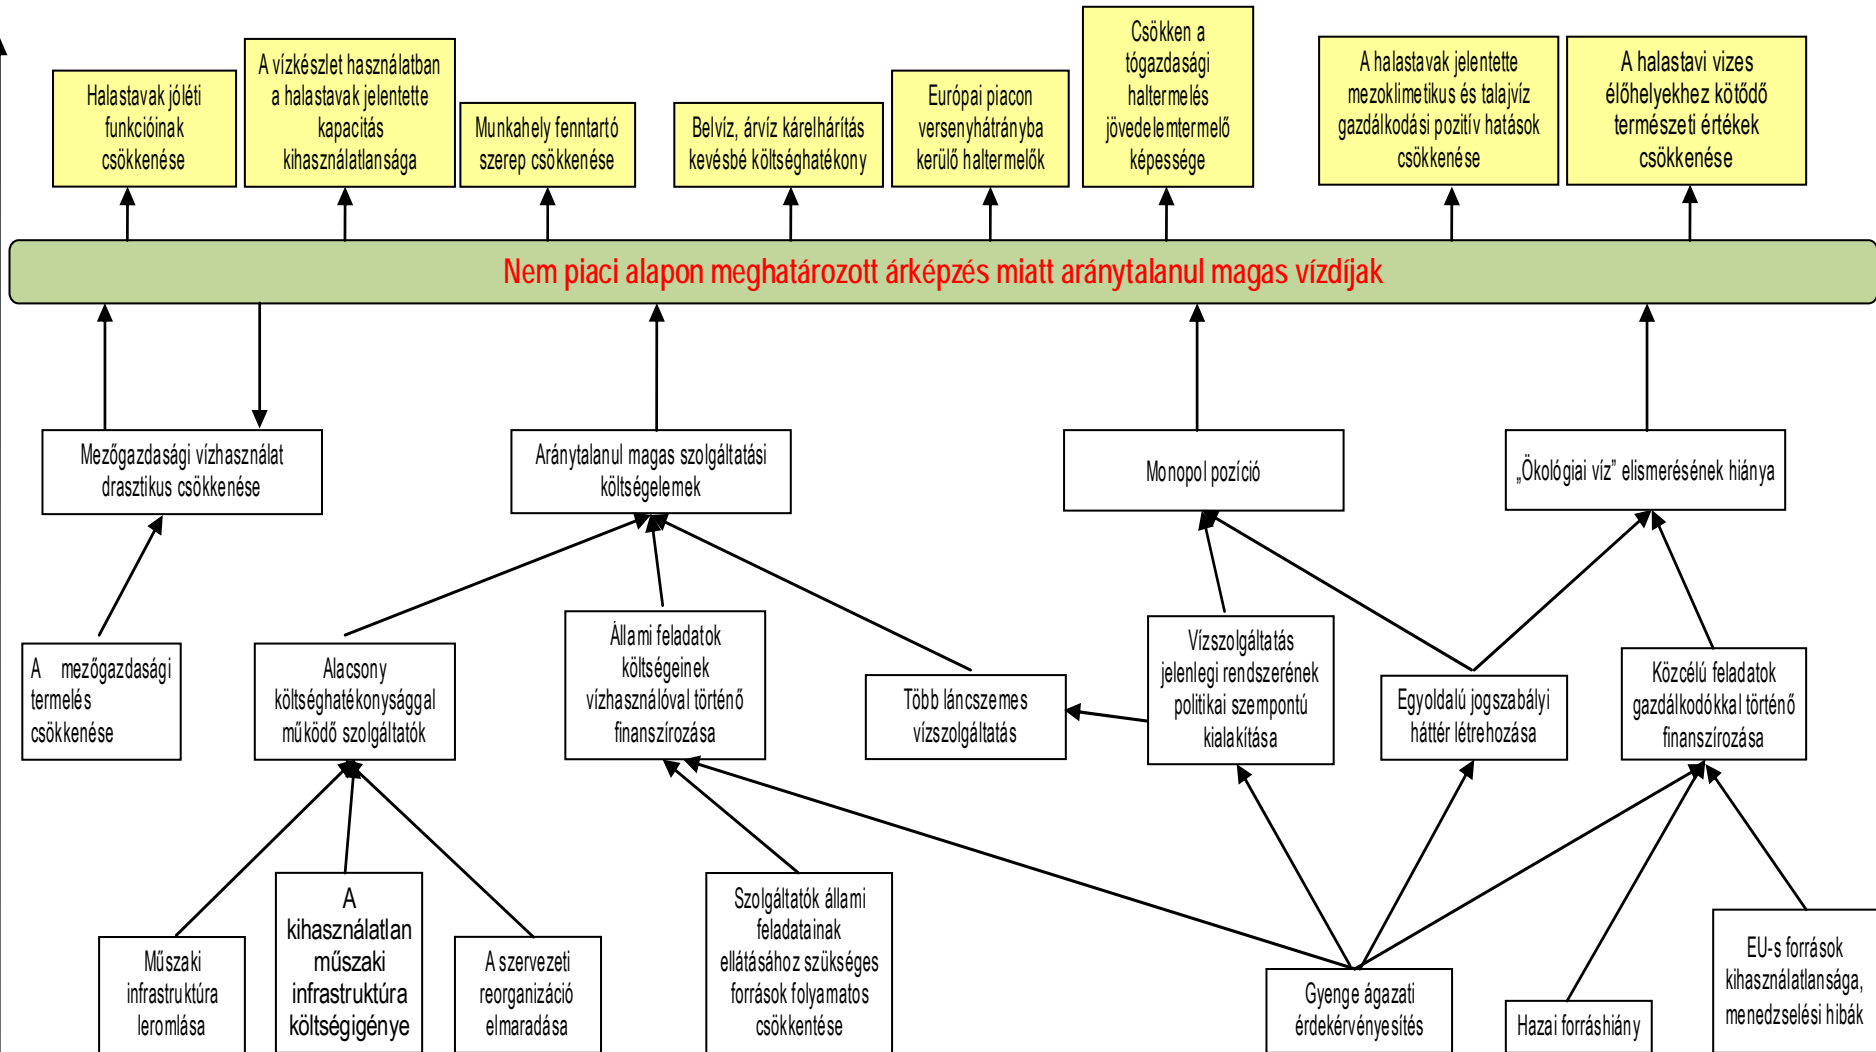 Halastavak jóléti
funkcióinak
csökkenése
A vízkészlet használatban
a halastavak jelentette
kapacitás
kihasználatlansága
Munkahely fenntartó
szerep csökkenése
Belvíz, árvíz kárelhárítás
kevésbé költséghatékony
Európai piacon
versenyhátrányba
kerülő haltermelők
Csökken a
tógazdasági
haltermelés
jövedelemtermelő
képessége
A halastavak jelentette
mezoklimetikus és talajvíz
gazdálkodási pozitív hatások
csökkenése
A halastavi vizes
élőhelyekhez kötődő
természeti értékek
csökkenése
Nem piaci alapon meghatározott árképzés miatt aránytalanul magas vízdíjak
Mezőgazdasági vízhasználat
drasztikus csökkenése
Aránytalanul magas szolgáltatási
költségelemek
Monopol pozíció
„Ökológiai víz” elismerésének hiánya
A mezőgazdasági
termelés
csökkenése
Alacsony
költséghatékonysággal
működő szolgáltatók
Állami feladatok
költségeinek
vízhasználóval történő
finanszírozása
Több láncszemes
vízszolgáltatás
Vízszolgáltatás
jelenlegi rendszerének
politikai szempontú
kialakítása
Egyoldalú jogszabályi
háttér létrehozása
Közcélú feladatok
gazdálkodókkal történő
finanszírozása
Műszaki
infrastruktúra
leromlása
A
kihasználatlan
műszaki
infrastruktúra
költségigénye
A szervezeti
reorganizáció
elmaradása
Szolgáltatók állami
feladatainak
ellátásához szükséges
források folyamatos
csökkentése
Gyenge ágazati
érdekérvényesítés
Hazai forráshiány
EU-s források
kihasználatlansága,
menedzselési hibák